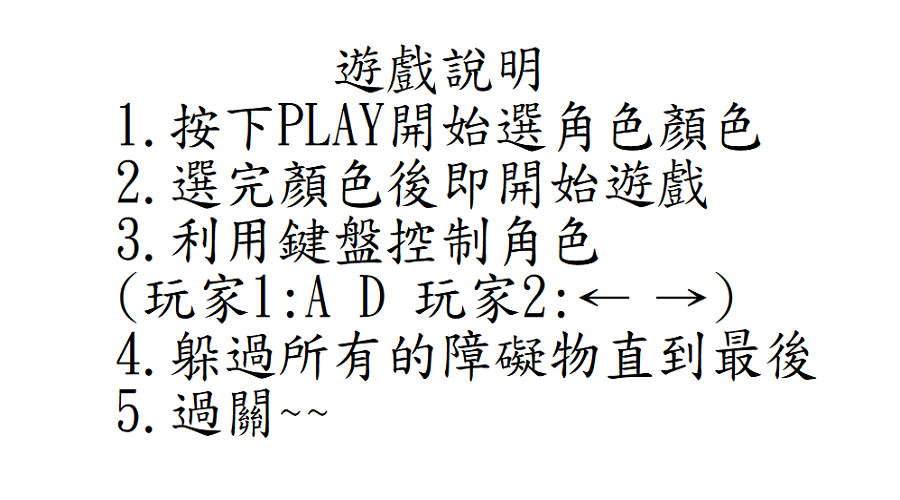 遊戲說明
1.按下PLAY開始選角色顏色
2.選完顏色後即開始遊戲
3.利用鍵盤控制角色
(玩家1:A D 玩家2:← →)
4.躲過所有的障礙物直到最後
5.過關~~